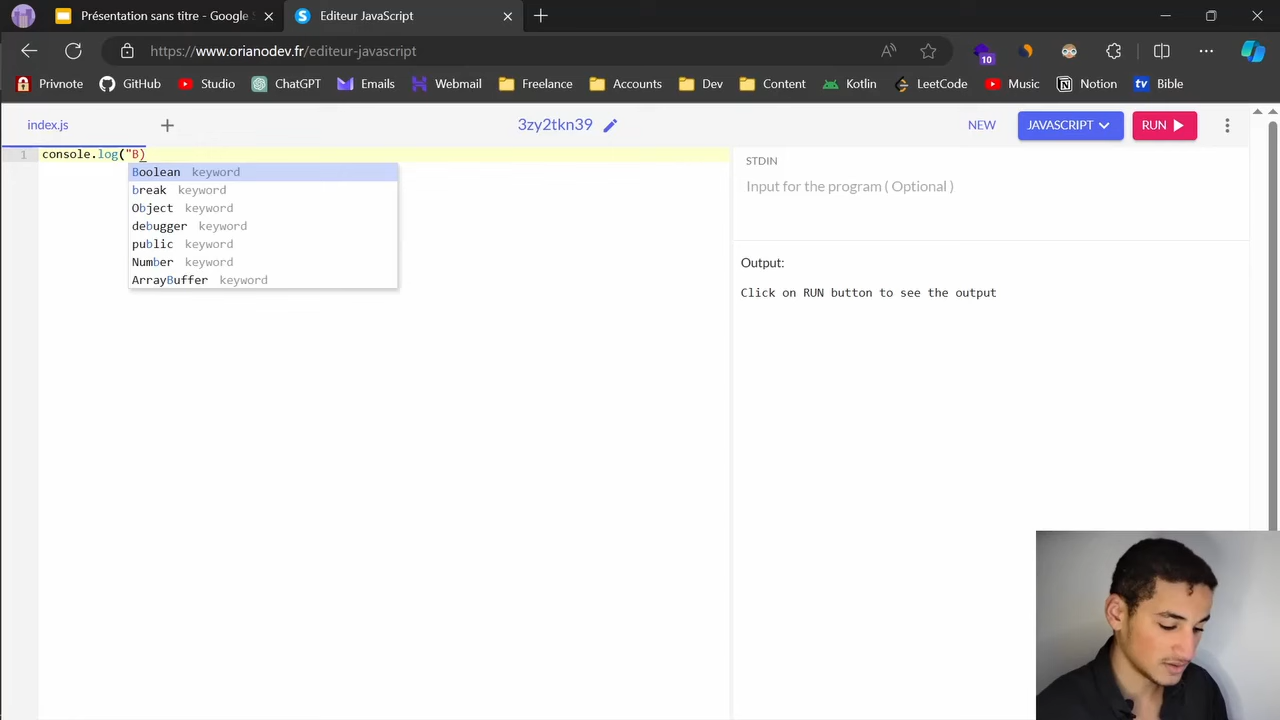 Présentation sans titre - Google S
Editeur JavaScript
https://www.orianodev.fr/editeur-javascript
10
Privnote
GitHub
Studio
ChatGPT
Emails
Webmail
Freelance
Accounts
Dev
Content
Kotlin
LeetCode
Music
Notion
tv
Bible
index.js
3zy2tkn39
NEW
JAVASCRIPT
RUN
1
console.log("B)
Boolean keyword
break keyword
Object keyword
debugger keyword
public keyword
Number keyword
ArrayBuffer keyword
STDIN
Input for the program ( Optional )
Output:
Click on RUN button to see the output